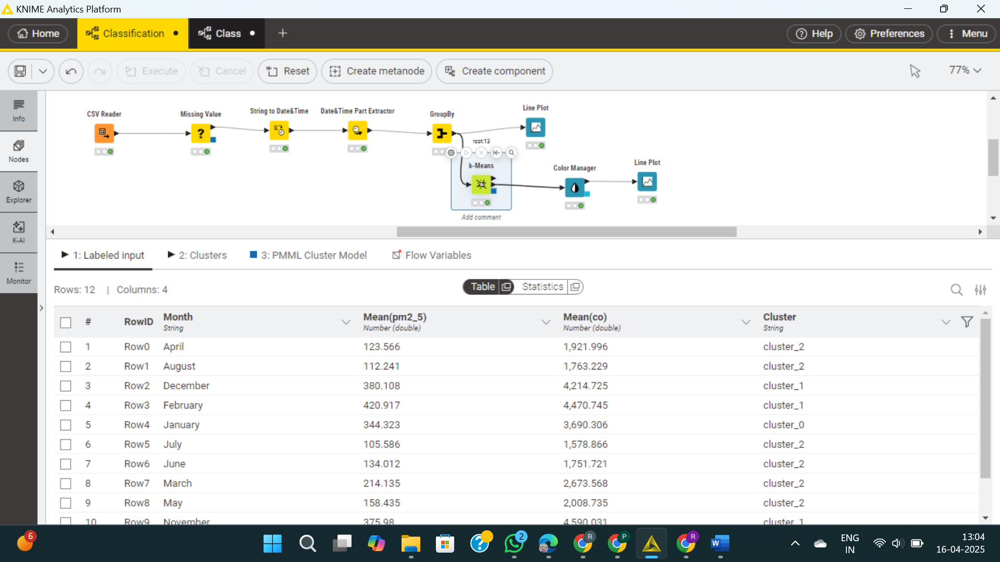 KNIME Analytics Platform
Home
Classification
Class
Help
Preferences
Menu
Execute
Cancel
Reset
Create metanode
Create component
77%
Info
Nodes
Explorer
K-AI
Monitor
CSV Reader
Missing Value
String to Date&Time
Date&Time Part Extractor
GroupBy
Line Plot
root:13
k-Means
Color Manager
Line Plot
Add comment
1: Labeled input
2: Clusters
3: PMML Cluster Model
Flow Variables
Rows: 12 | Columns: 4
Table
Statistics
# RowID Month Mean(pm2_5) Mean(co) Cluster
String Number (double) Number (double) String
1 Row0 April 123.566 1,921.996 cluster_2
2 Row1 August 112.241 1,763.229 cluster_2
3 Row2 December 380.108 4,214.725 cluster_1
4 Row3 February 420.917 4,470.745 cluster_1
5 Row4 January 344.323 3,690.306 cluster_0
6 Row5 July 105.586 1,578.866 cluster_2
7 Row6 June 134.012 1,751.721 cluster_2
8 Row7 March 214.135 2,673.568 cluster_2
9 Row8 May 158.435 2,008.735 cluster_2
10 Row9 November 375.98 4,590.031 cluster_1
6
2
R
P
R
W
ENG
IN
13:04
16-04-2025